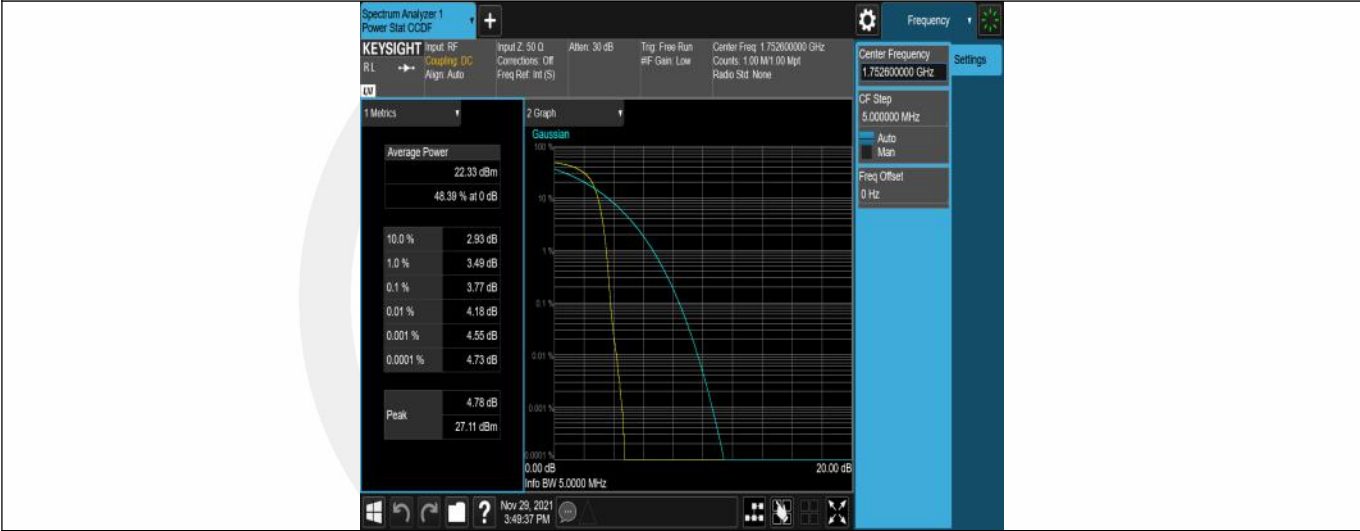 Spectrum Analyzer 1
Power Stat CCDF
Frequency
KEYSIGHT
RL
Input: RF
Coupling: DC
Align: Auto
Input Z: 50 Ω
Corrections: Off
Freq Ref: Int (S)
Atten: 30 dB
Trig: Free Run
#IF Gain: Low
Center Freq: 1.752600000 GHz
Counts: 1.00 M/1.00 Mpt
Radio Std: None
Center Frequency
1.752600000 GHz
Settings
CF Step
5.000000 MHz
Auto
Man
Freq Offset
0 Hz
1 Metrics
Average Power
22.33 dBm
48.39 % at 0 dB
10.0 % 2.93 dB
1.0 % 3.49 dB
0.1 % 3.77 dB
0.01 % 4.18 dB
0.001 % 4.55 dB
0.0001 % 4.73 dB
Peak
4.78 dB
27.11 dBm
2 Graph
Gaussian
100 %
10 %
1 %
0.1 %
0.01 %
0.001 %
0.0001 %
0.00 dB
20.00 dB
Info BW 5.0000 MHz
?
Nov 29, 2021
3:49:37 PM